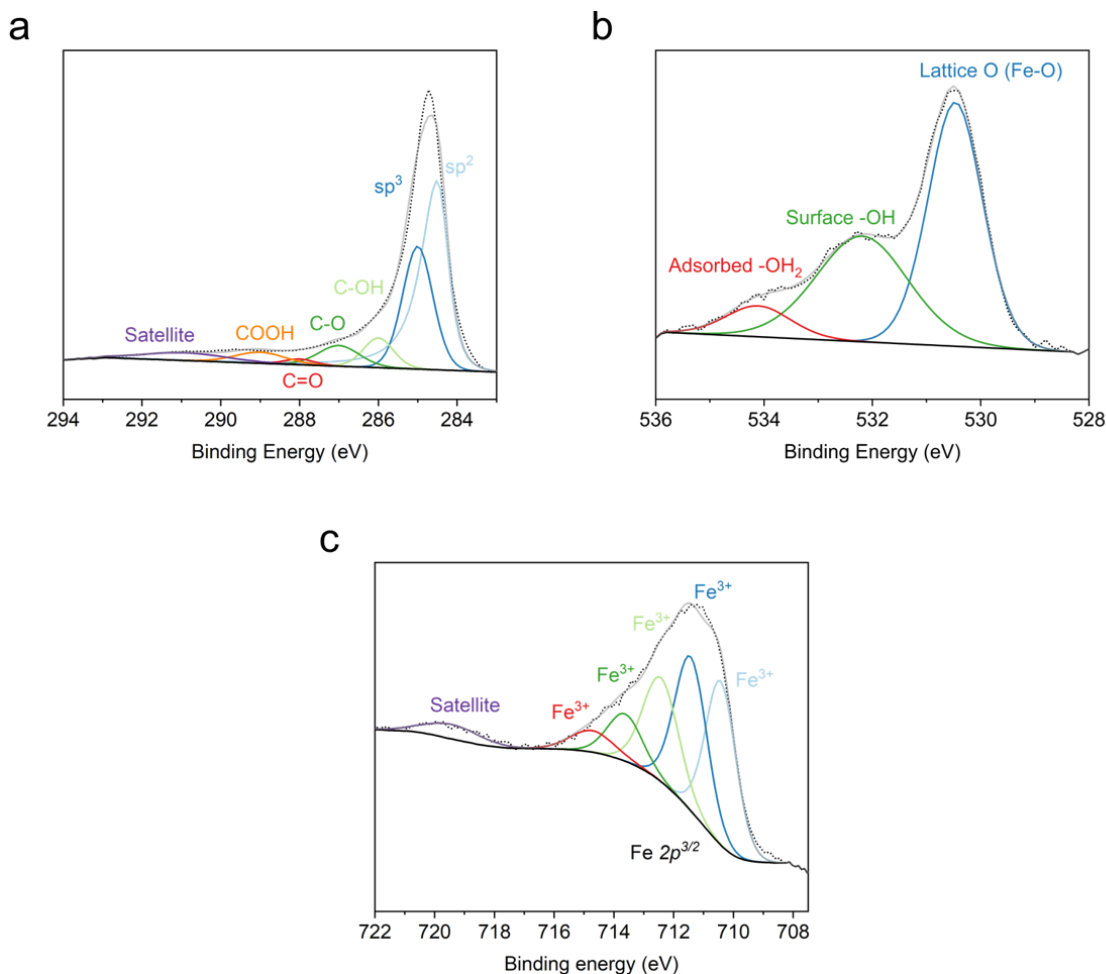 a
sp³
sp²
C-OH
C-O
COOH
Satellite
C=O
294 292 290 288 286 284
Binding Energy (eV)
b
Lattice O (Fe-O)
Surface -OH
Adsorbed -OH₂
536 534 532 530 528
Binding Energy (eV)
c
Fe³⁺
Fe³⁺
Fe³⁺
Fe³⁺
Satellite
Fe³⁺
Fe 2p³ᐟ²
722 720 718 716 714 712 710 708
Binding energy (eV)